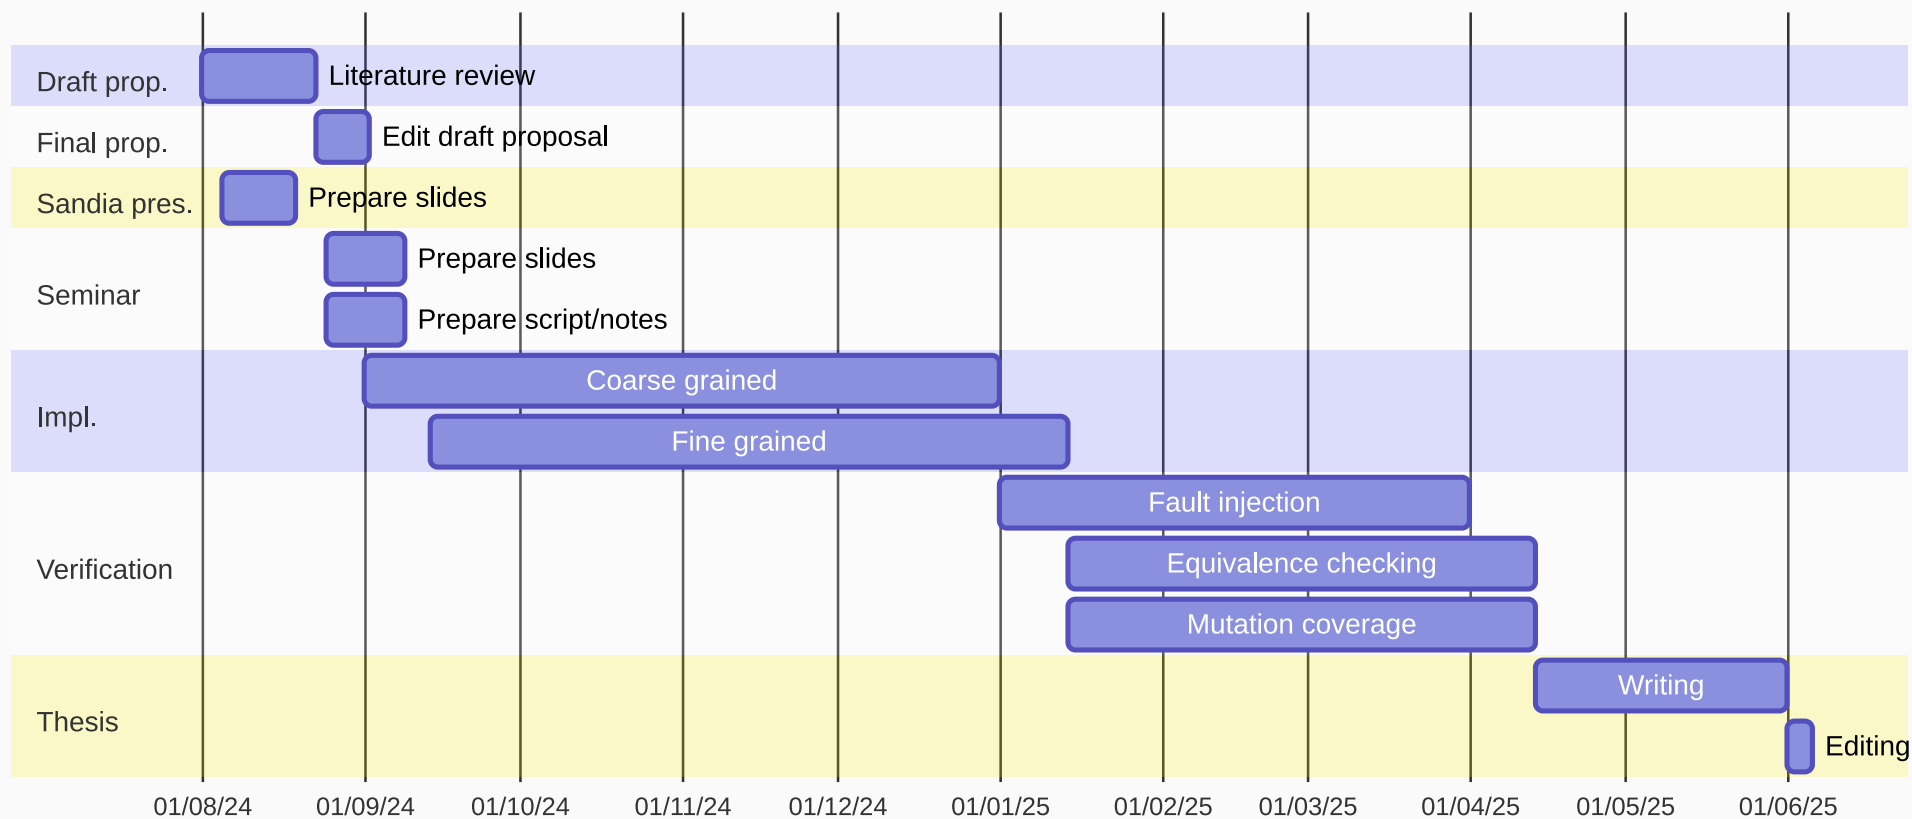 Draft prop.
Literature review
Final prop.
Edit draft proposal
Sandia pres.
Prepare slides
Seminar
Prepare slides
Prepare script/notes
Impl.
Coarse grained
Fine grained
Verification
Fault injection
Equivalence checking
Mutation coverage
Thesis
Writing
Editing
01/08/24 01/09/24 01/10/24 01/11/24 01/12/24 01/01/25 01/02/25 01/03/25 01/04/25 01/05/25 01/06/25